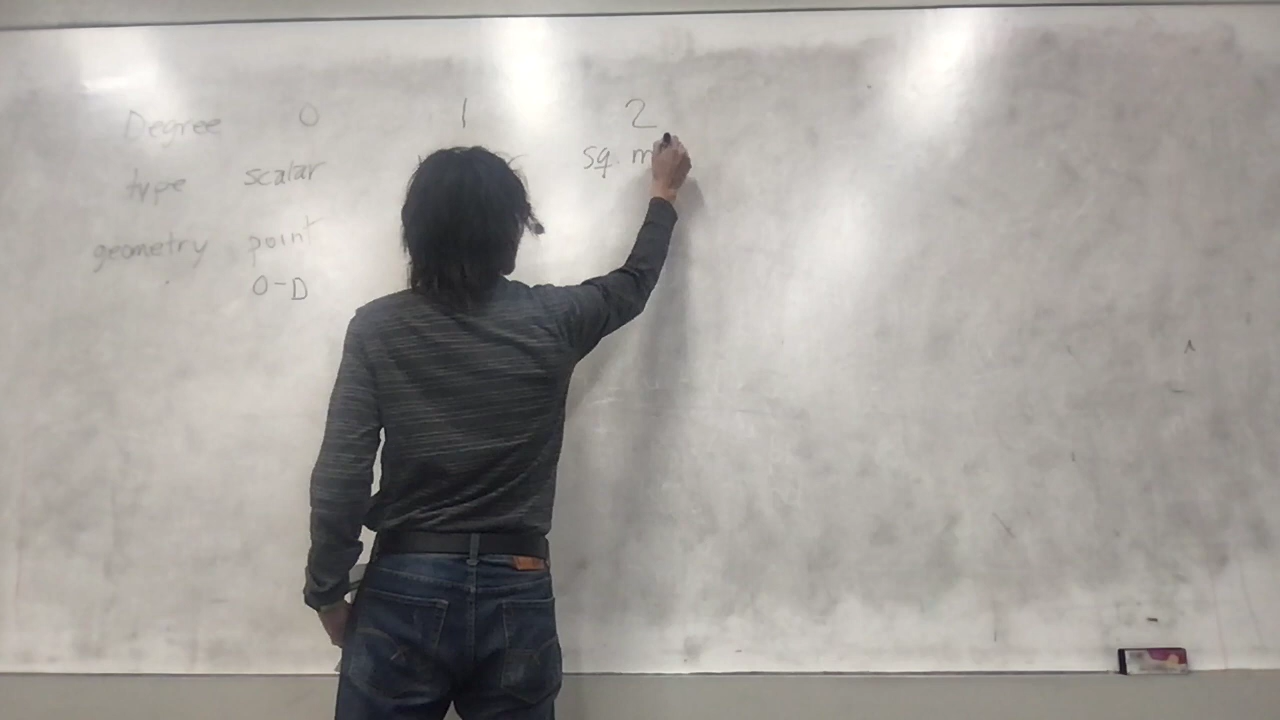 Degree 0 1 2
type scalar sq. m
geometry point
0-D